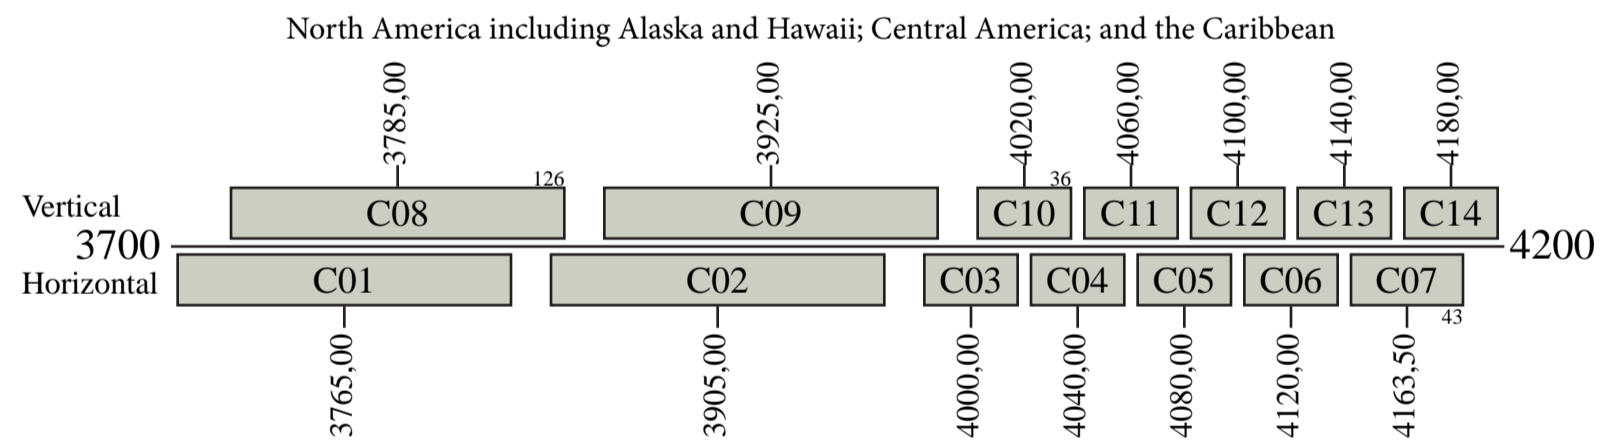 North America including Alaska and Hawaii; Central America; and the Caribbean
3785,00 3925,00 4020,00 4060,00 4100,00 4140,00 4180,00
126 36
Vertical C08 C09 C10 C11 C12 C13 C14
3700 4200
Horizontal C01 C02 C03 C04 C05 C06 C07
43
3765,00 3905,00 4000,00 4040,00 4080,00 4120,00 4163,50